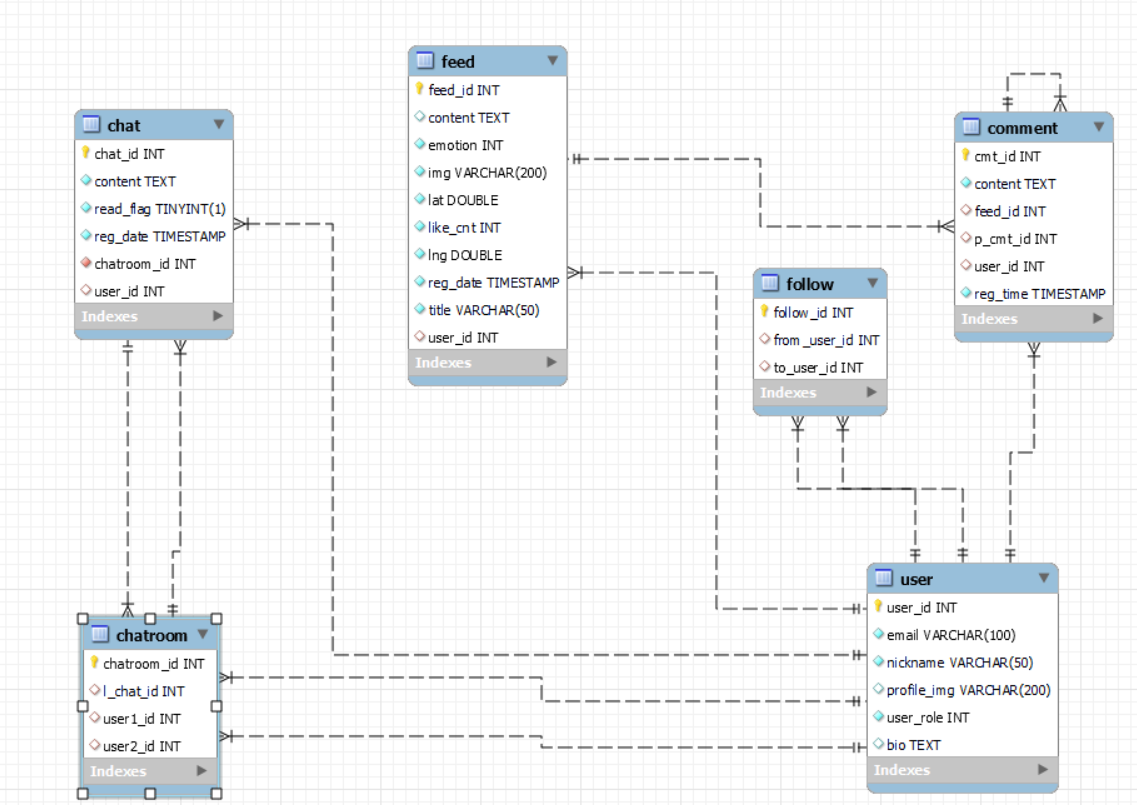 chat
chat_id INT
content TEXT
read_flag TINYINT(1)
reg_date TIMESTAMP
chatroom_id INT
user_id INT
Indexes
feed
feed_id INT
content TEXT
emotion INT
img VARCHAR(200)
lat DOUBLE
like_cnt INT
lng DOUBLE
reg_date TIMESTAMP
title VARCHAR(50)
user_id INT
Indexes
comment
cmt_id INT
content TEXT
feed_id INT
p_cmt_id INT
user_id INT
reg_time TIMESTAMP
Indexes
follow
follow_id INT
from_user_id INT
to_user_id INT
Indexes
chatroom
chatroom_id INT
l_chat_id INT
user1_id INT
user2_id INT
Indexes
user
user_id INT
email VARCHAR(100)
nickname VARCHAR(50)
profile_img VARCHAR(200)
user_role INT
bio TEXT
Indexes